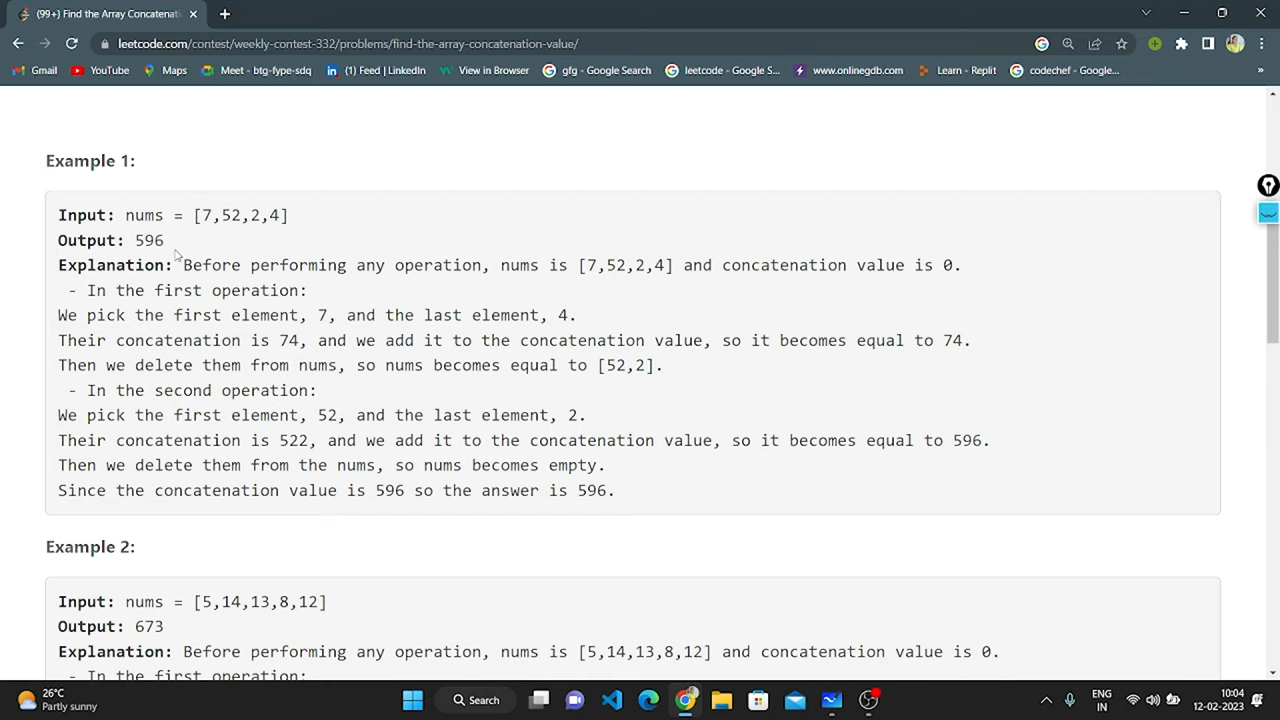 (99+) Find the Array Concatenati
leetcode.com/contest/weekly-contest-332/problems/find-the-array-concatenation-value/
Gmail YouTube Maps Meet - btg-fype-sdq (1) Feed | LinkedIn View in Browser gfg - Google Search leetcode - Google S... www.onlinegdb.com Learn - Replit codechef - Google... »
Example 1:
Input: nums = [7,52,2,4]
Output: 596
Explanation: Before performing any operation, nums is [7,52,2,4] and concatenation value is 0.
- In the first operation:
We pick the first element, 7, and the last element, 4.
Their concatenation is 74, and we add it to the concatenation value, so it becomes equal to 74.
Then we delete them from nums, so nums becomes equal to [52,2].
- In the second operation:
We pick the first element, 52, and the last element, 2.
Their concatenation is 522, and we add it to the concatenation value, so it becomes equal to 596.
Then we delete them from the nums, so nums becomes empty.
Since the concatenation value is 596 so the answer is 596.
Example 2:
Input: nums = [5,14,13,8,12]
Output: 673
Explanation: Before performing any operation, nums is [5,14,13,8,12] and concatenation value is 0.
- In the first operation:
26°C
Partly sunny
Search
ENG
IN
10:04
12-02-2023